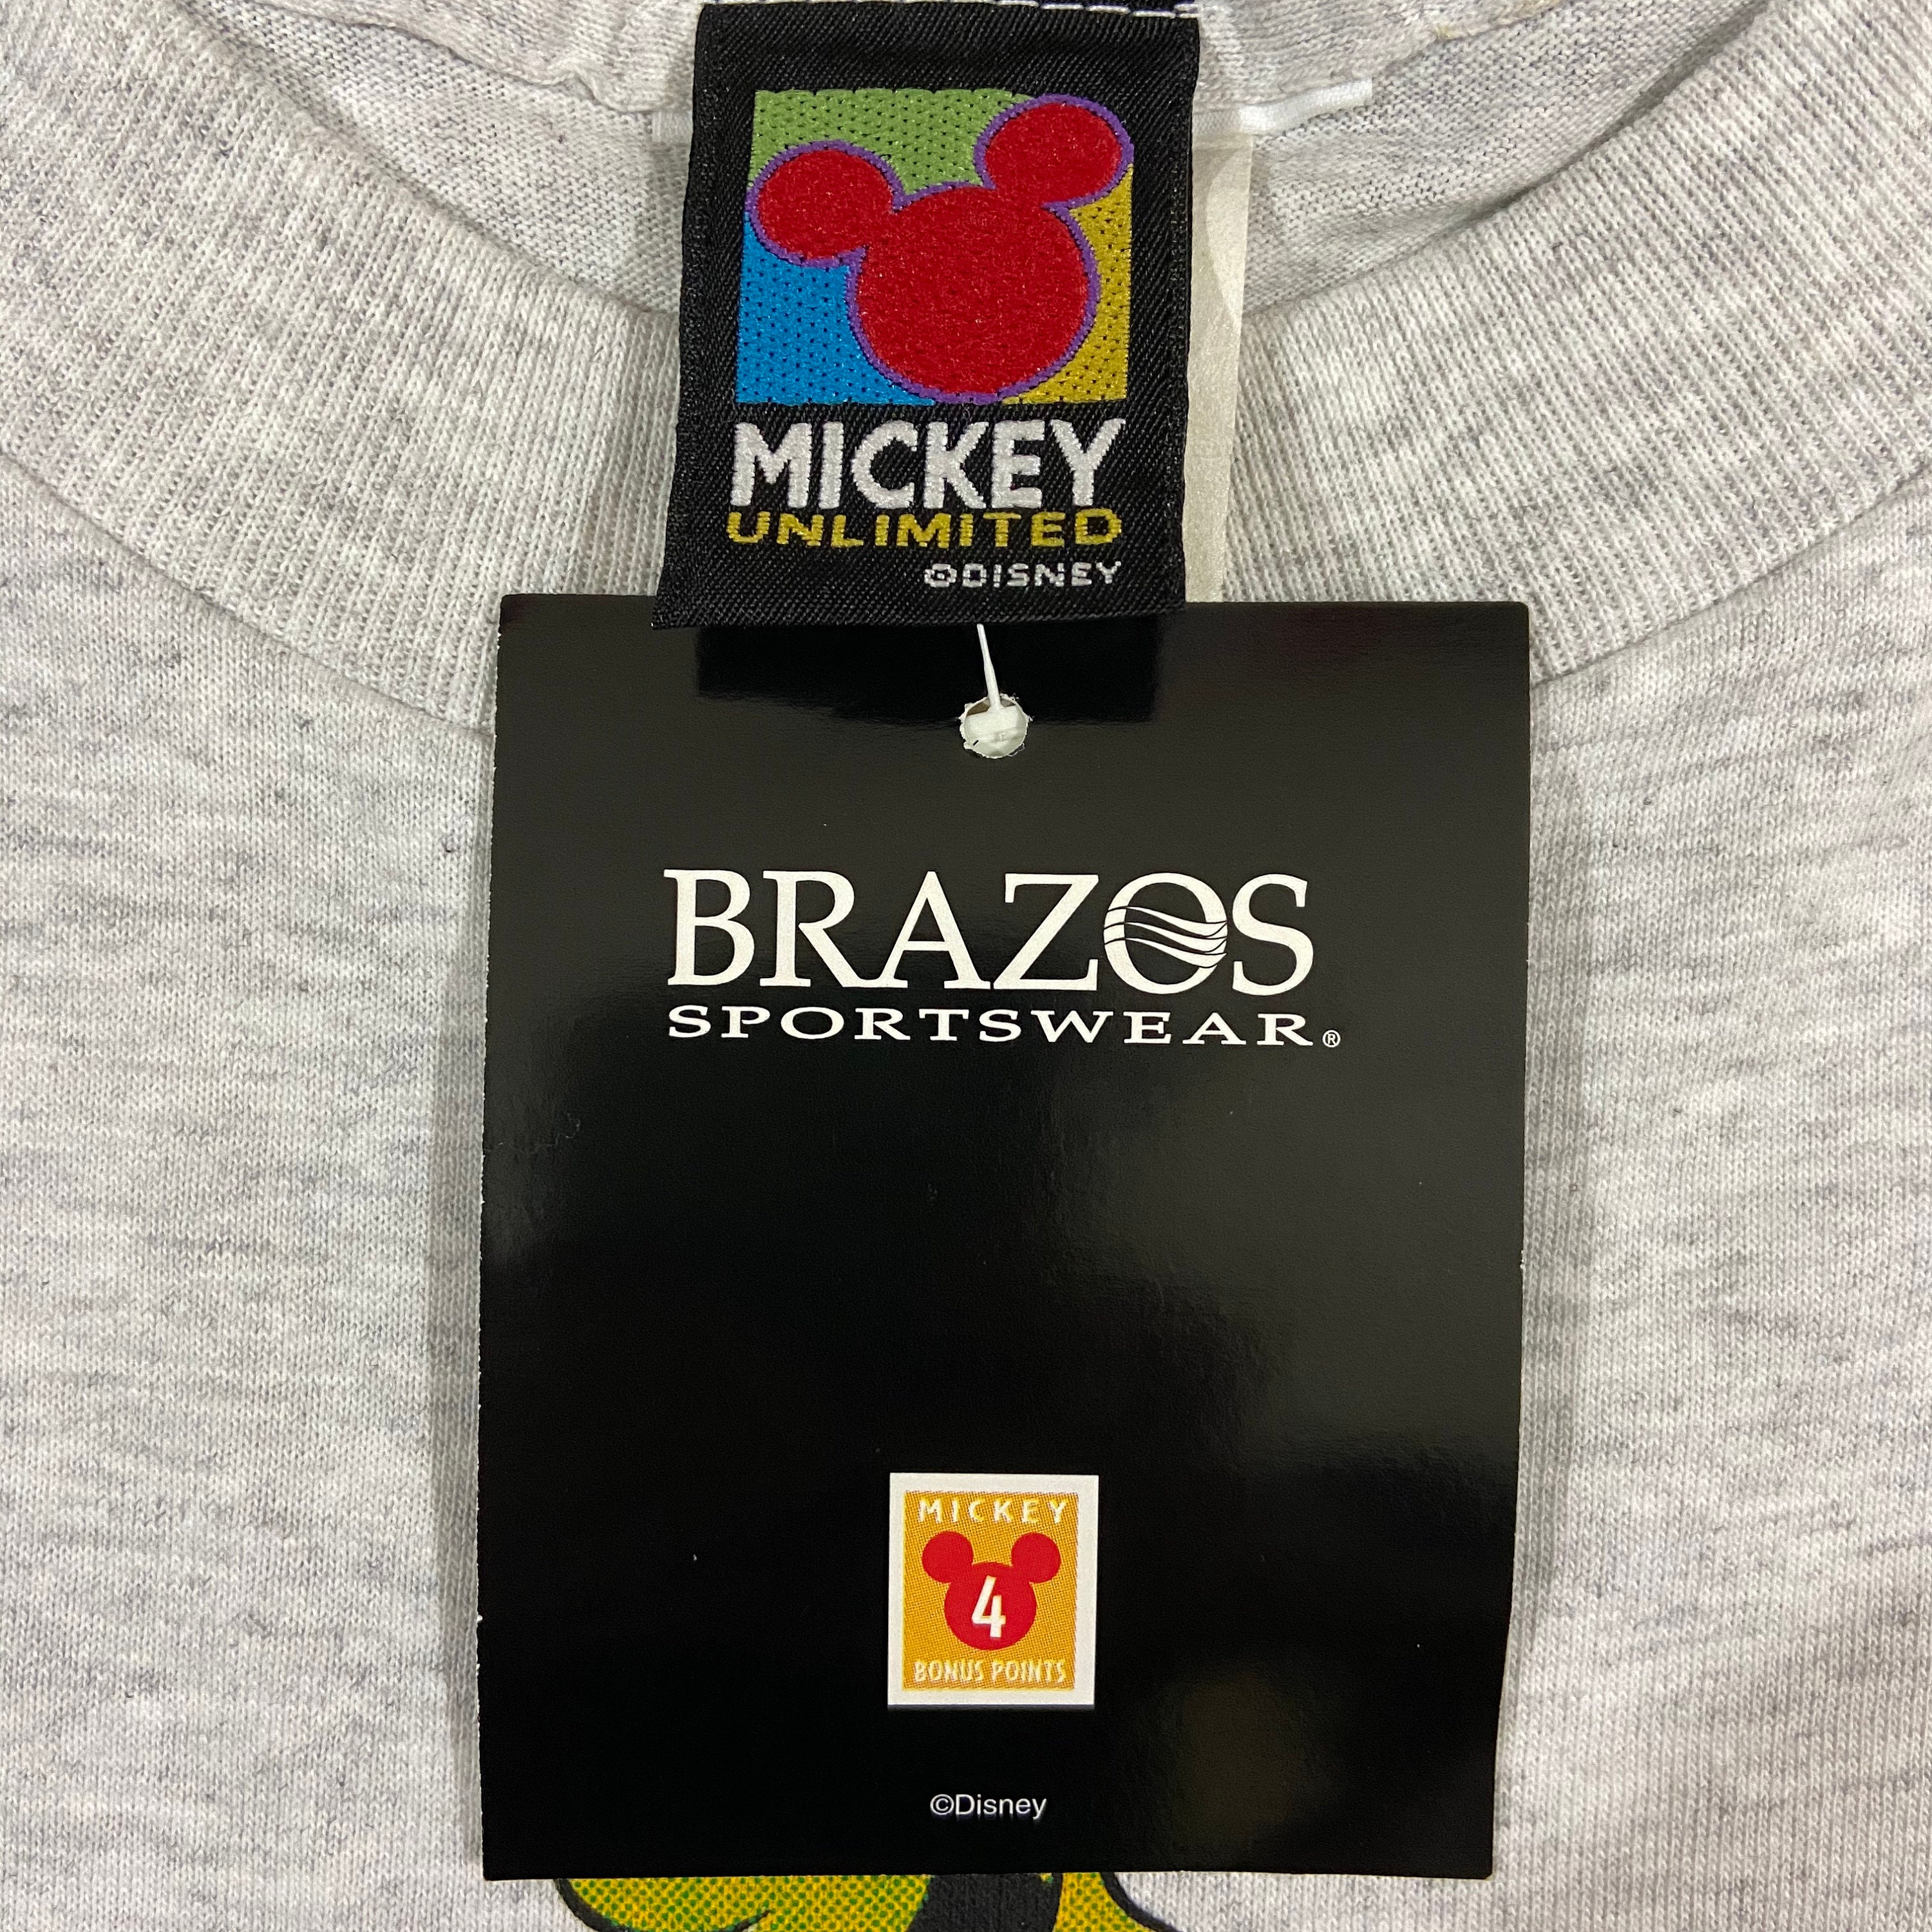 MICKEY
UNLIMITED
©DISNEY
BRAZOS
SPORTSWEAR®
MICKEY
4
BONUS POINTS
©Disney